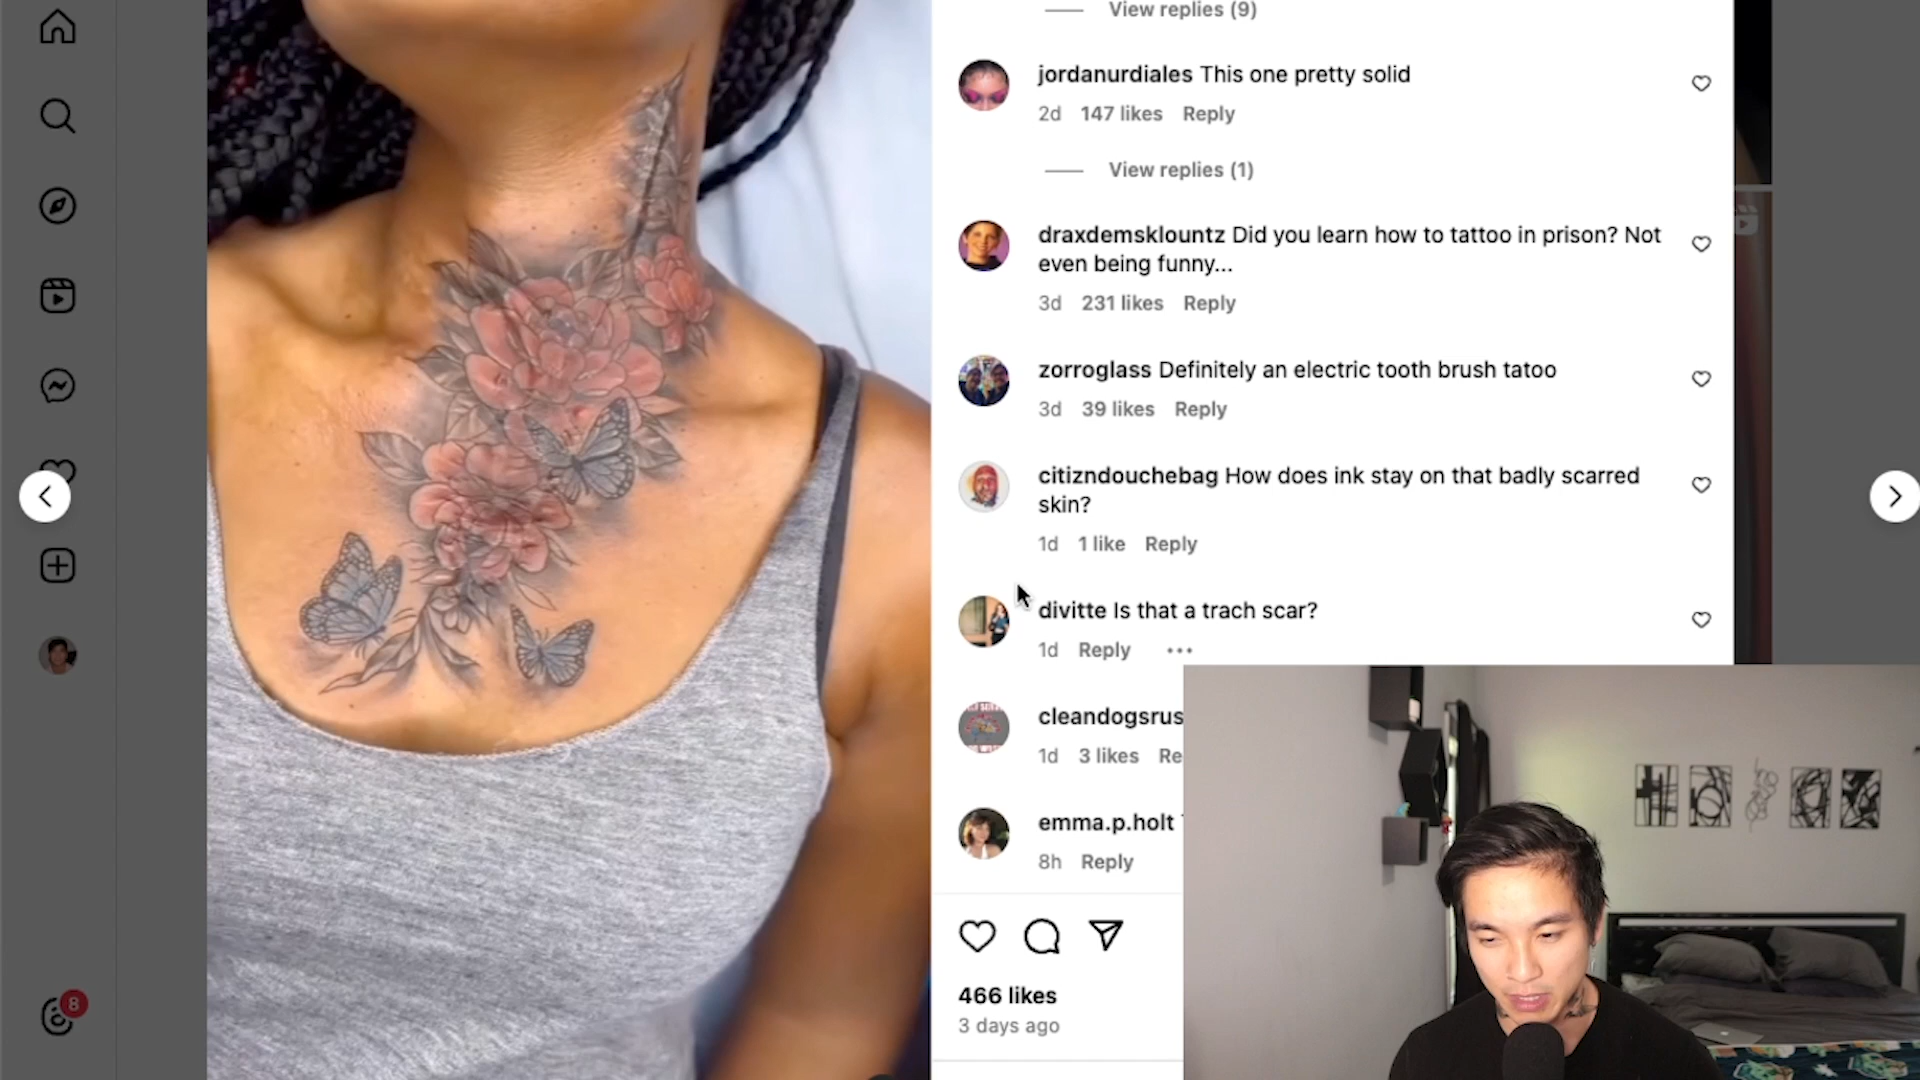 View replies (9)
jordanurdiales This one pretty solid
2d 147 likes Reply
View replies (1)
draxdemsklountz Did you learn how to tattoo in prison? Not
even being funny...
3d 231 likes Reply
zorroglass Definitely an electric tooth brush tatoo
3d 39 likes Reply
citizndouchebag How does ink stay on that badly scarred
skin?
1d 1 like Reply
divitte Is that a trach scar?
1d Reply
cleandogsrus
1d 3 likes Re
emma.p.holt
8h Reply
466 likes
3 days ago
8